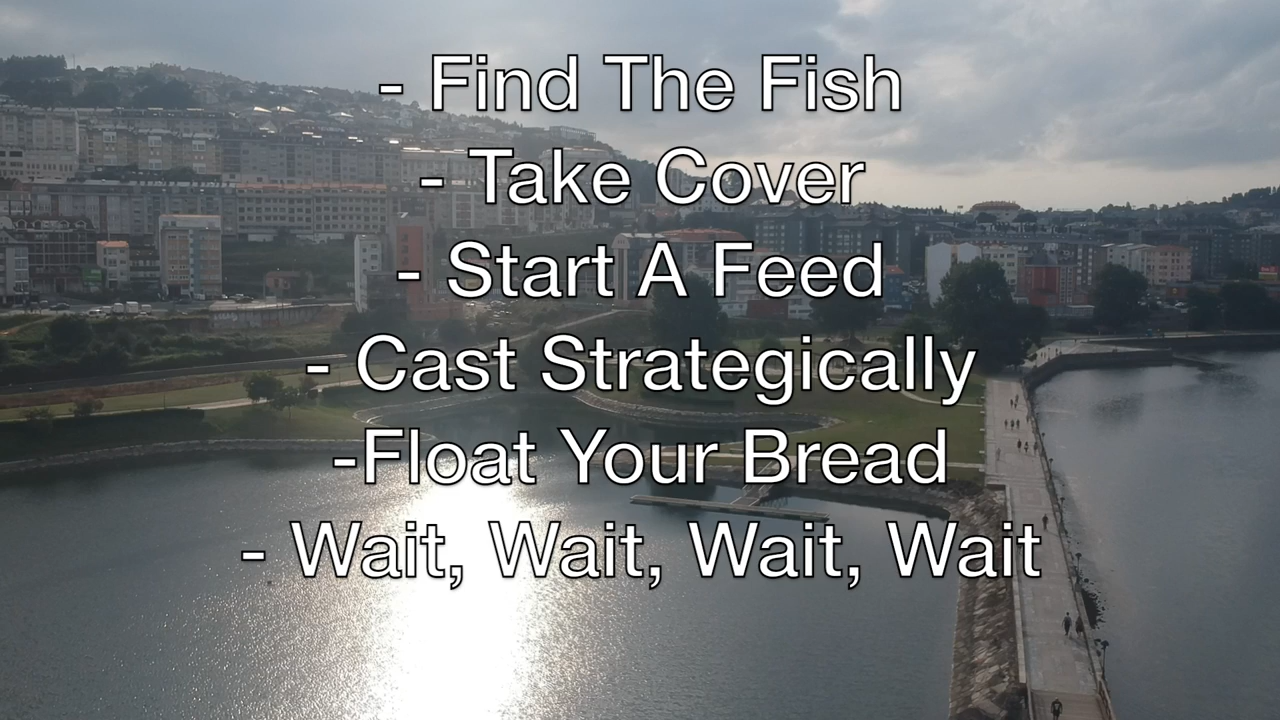 - Find The Fish
- Take Cover
- Start A Feed
- Cast Strategically
-Float Your Bread
- Wait, Wait, Wait, Wait